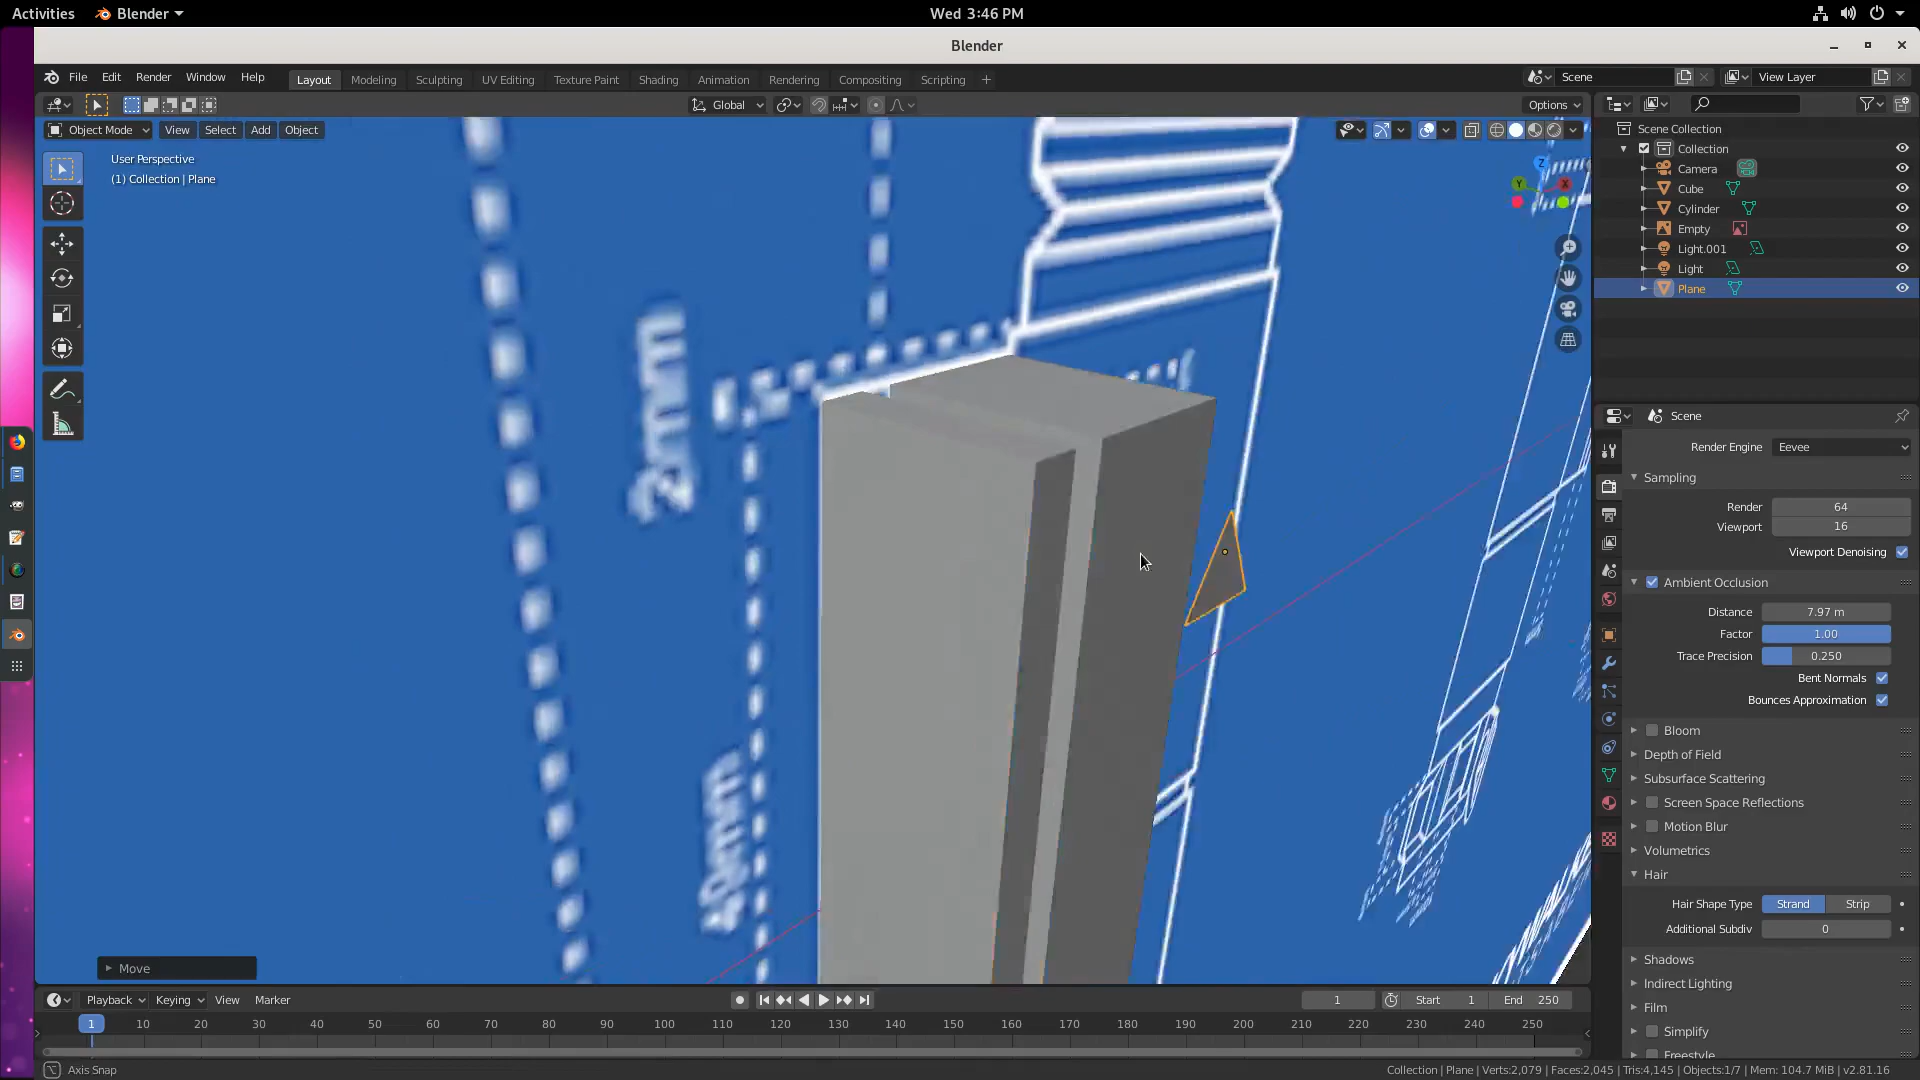 Activities Blender Wed 3:46 PM
Blender
File Edit Render Window Help Layout Modeling Sculpting UV Editing Texture Paint Shading Animation Rendering Compositing Scripting + Scene View Layer
Global Options
Object Mode View Select Add Object
User Perspective
(1) Collection | Plane
Z
Y X
2mm
Scene Collection
Collection
Camera
Cube
Cylinder
Empty
Light.001
Light
Plane
Scene
Render Engine Eevee
Sampling
Render 64
Viewport 16
Viewport Denoising
Ambient Occlusion
Distance 7.97 m
Factor 1.00
Trace Precision 0.250
Bent Normals
Bounces Approximation
Bloom
Depth of Field
Subsurface Scattering
Screen Space Reflections
Motion Blur
Volumetrics
Hair
Hair Shape Type Strand Strip
Additional Subdiv 0
Shadows
Indirect Lighting
Film
Simplify
Freestyle
Move
Playback Keying View Marker 1 Start 1 End 250
1 10 20 30 40 50 60 70 80 90 100 110 120 130 140 150 160 170 180 190 200 210 220 230 240 250
Axis Snap Collection | Plane | Verts:2,079 | Faces:2,045 | Tris:4,145 | Objects:1/7 | Mem: 104.7 MiB | v2.81.16